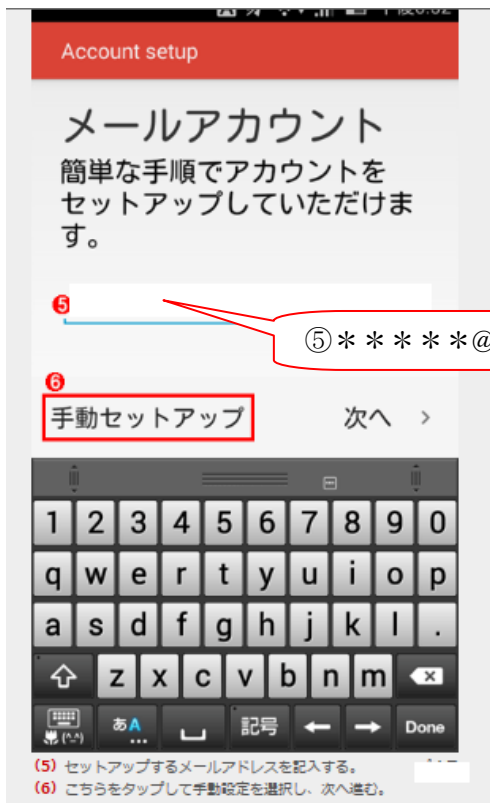 Account setup
メールアカウント
簡単な手順でアカウントを
セットアップしていただけま
す。
5
⑤＊＊＊＊＊@
6
手動セットアップ 次へ >
1 2 3 4 5 6 7 8 9 0
q w e r t y u i o p
a s d f g h j k l .
z x c v b n m
(^_^) あA ... 記号 ← → Done
(5) セットアップするメールアドレスを記入する。
(6) こちらをタップして手動設定を選択し、次へ進む。